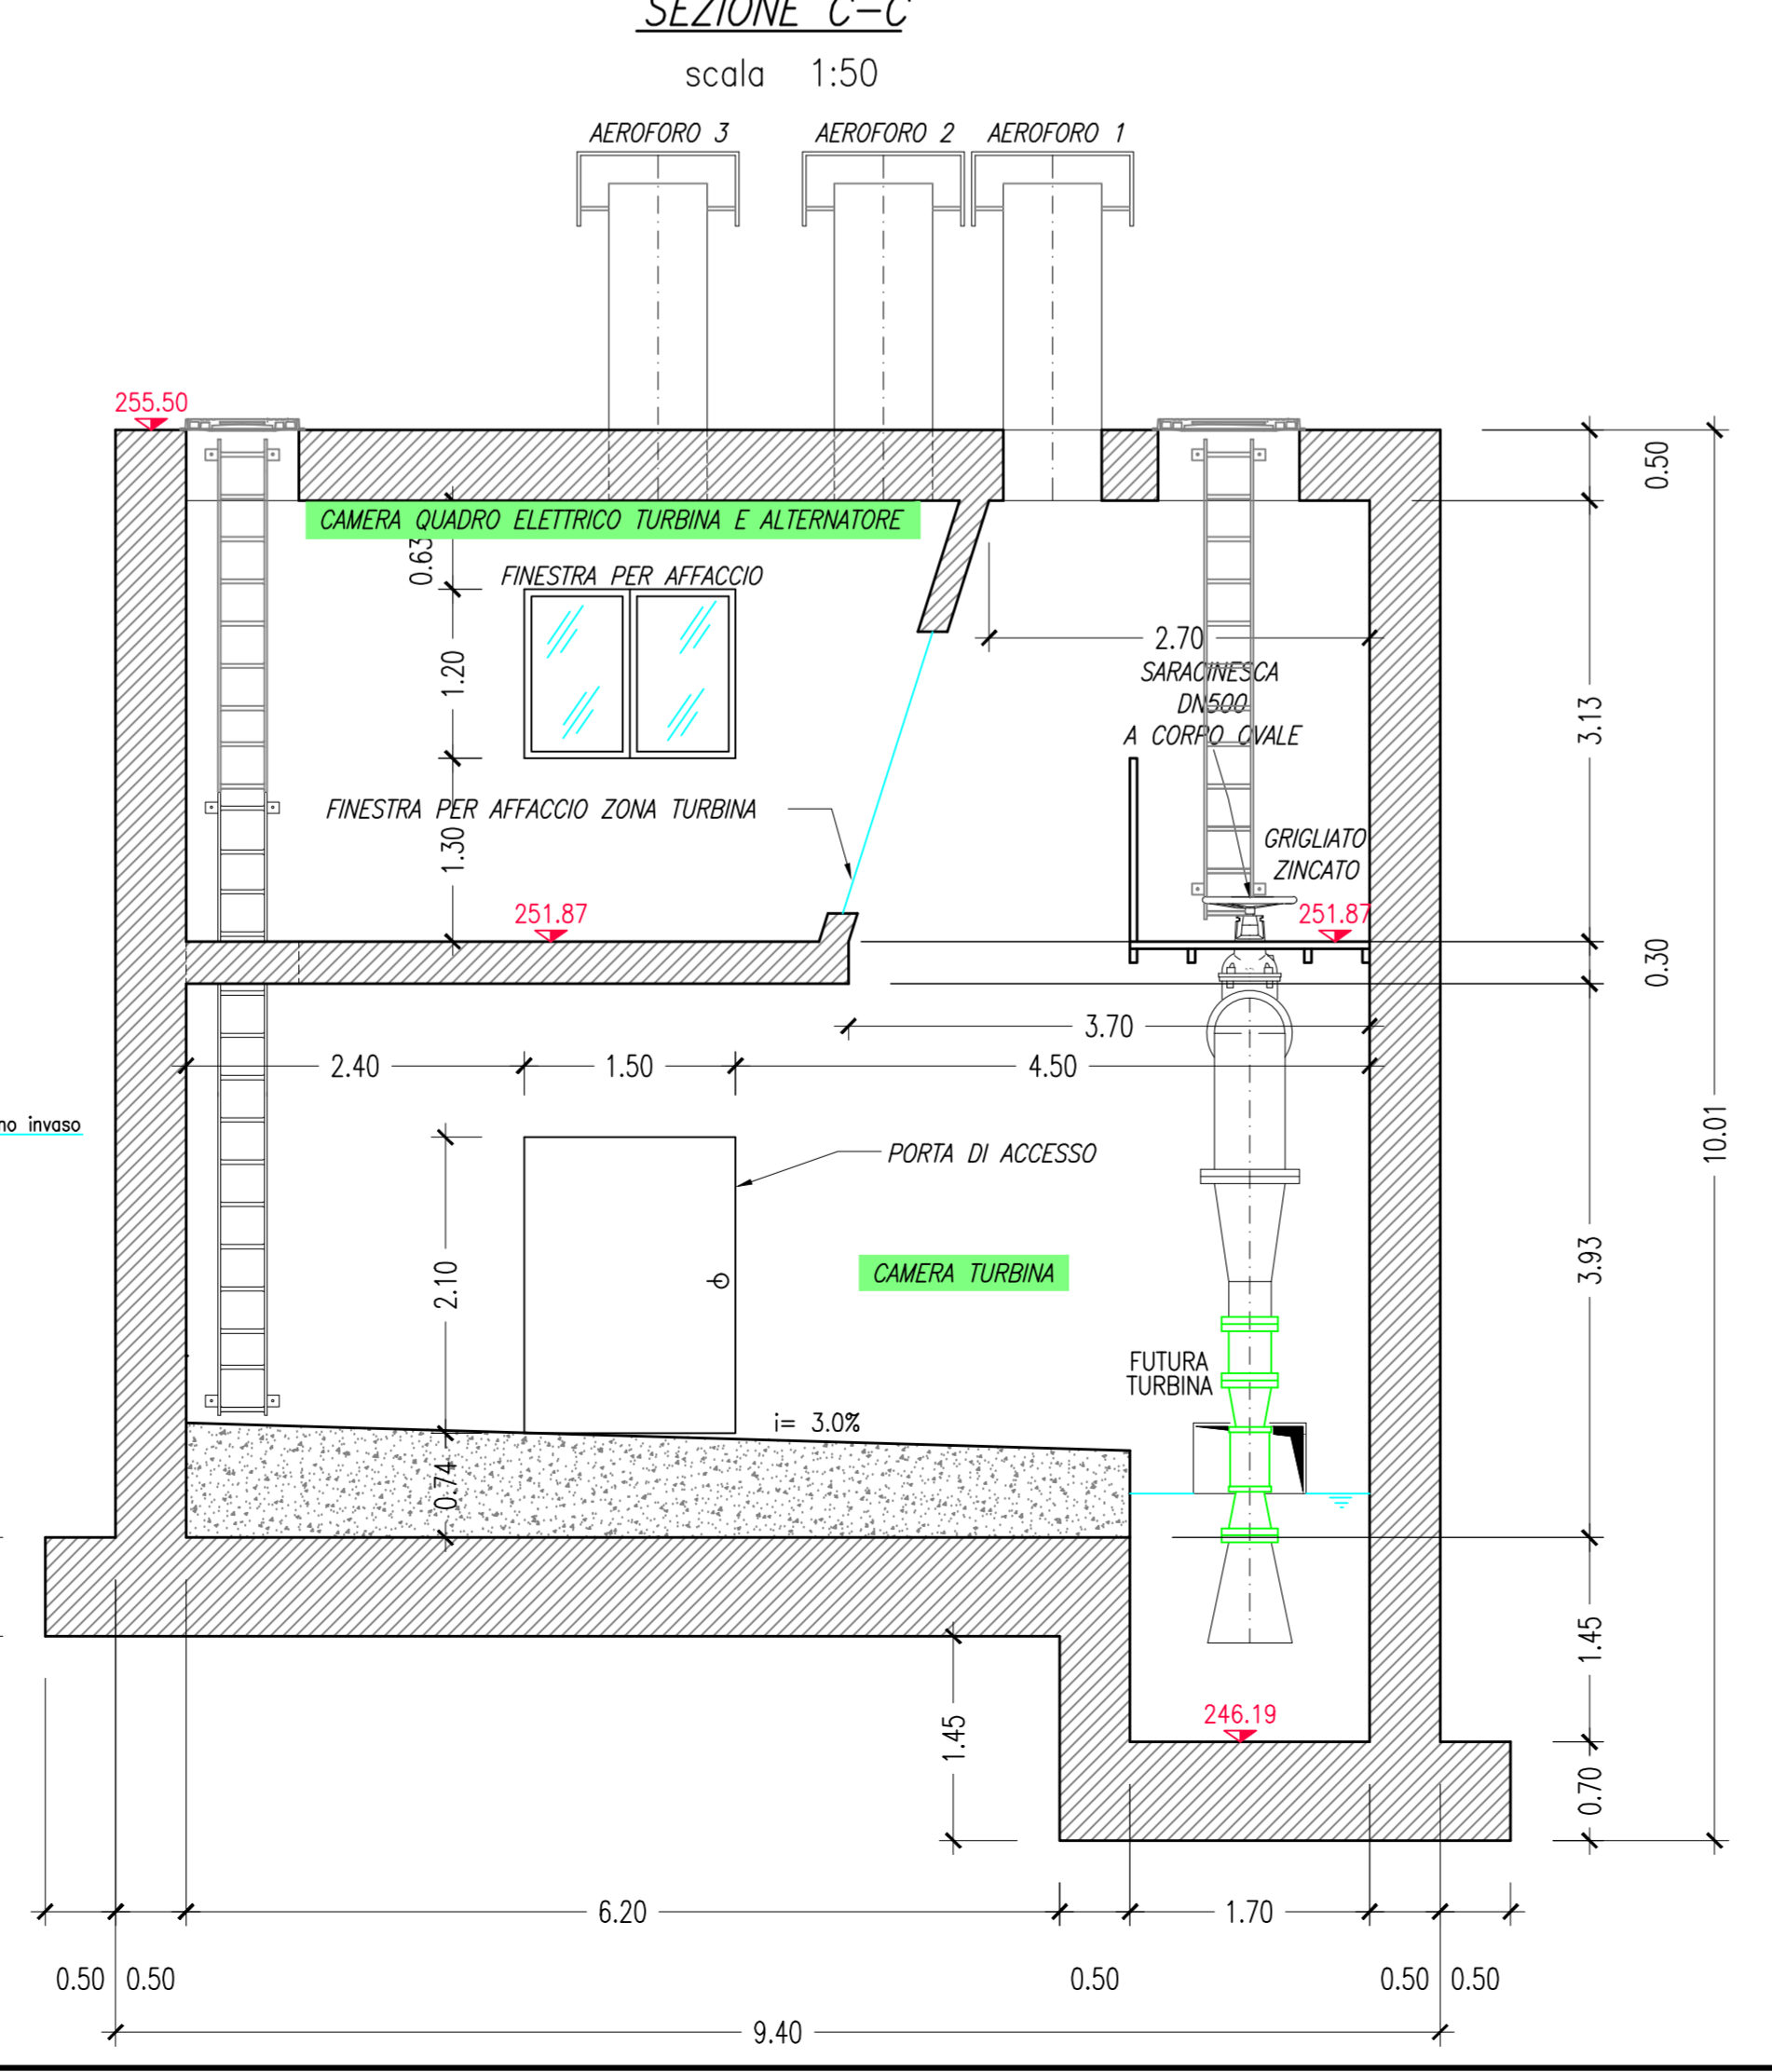 SEZIONE C-C
scala 1:50
AEROFORO 3
AEROFORO 2
AEROFORO 1
255.50
0.50
CAMERA QUADRO ELETTRICO TURBINA E ALTERNATORE
0.63
FINESTRA PER AFFACCIO
2.70
1.20
SARACINESCA
DN500
A CORPO OVALE
3.13
FINESTRA PER AFFACCIO ZONA TURBINA
1.30
GRIGLIATO
ZINCATO
251.87
251.87
0.30
3.70
2.40
1.50
4.50
no invaso
10.01
PORTA DI ACCESSO
2.10
CAMERA TURBINA
3.93
FUTURA
TURBINA
i= 3.0%
0.74
1.45
246.19
1.45
0.70
6.20
1.70
0.50
0.50
0.50
0.50
0.50
9.40